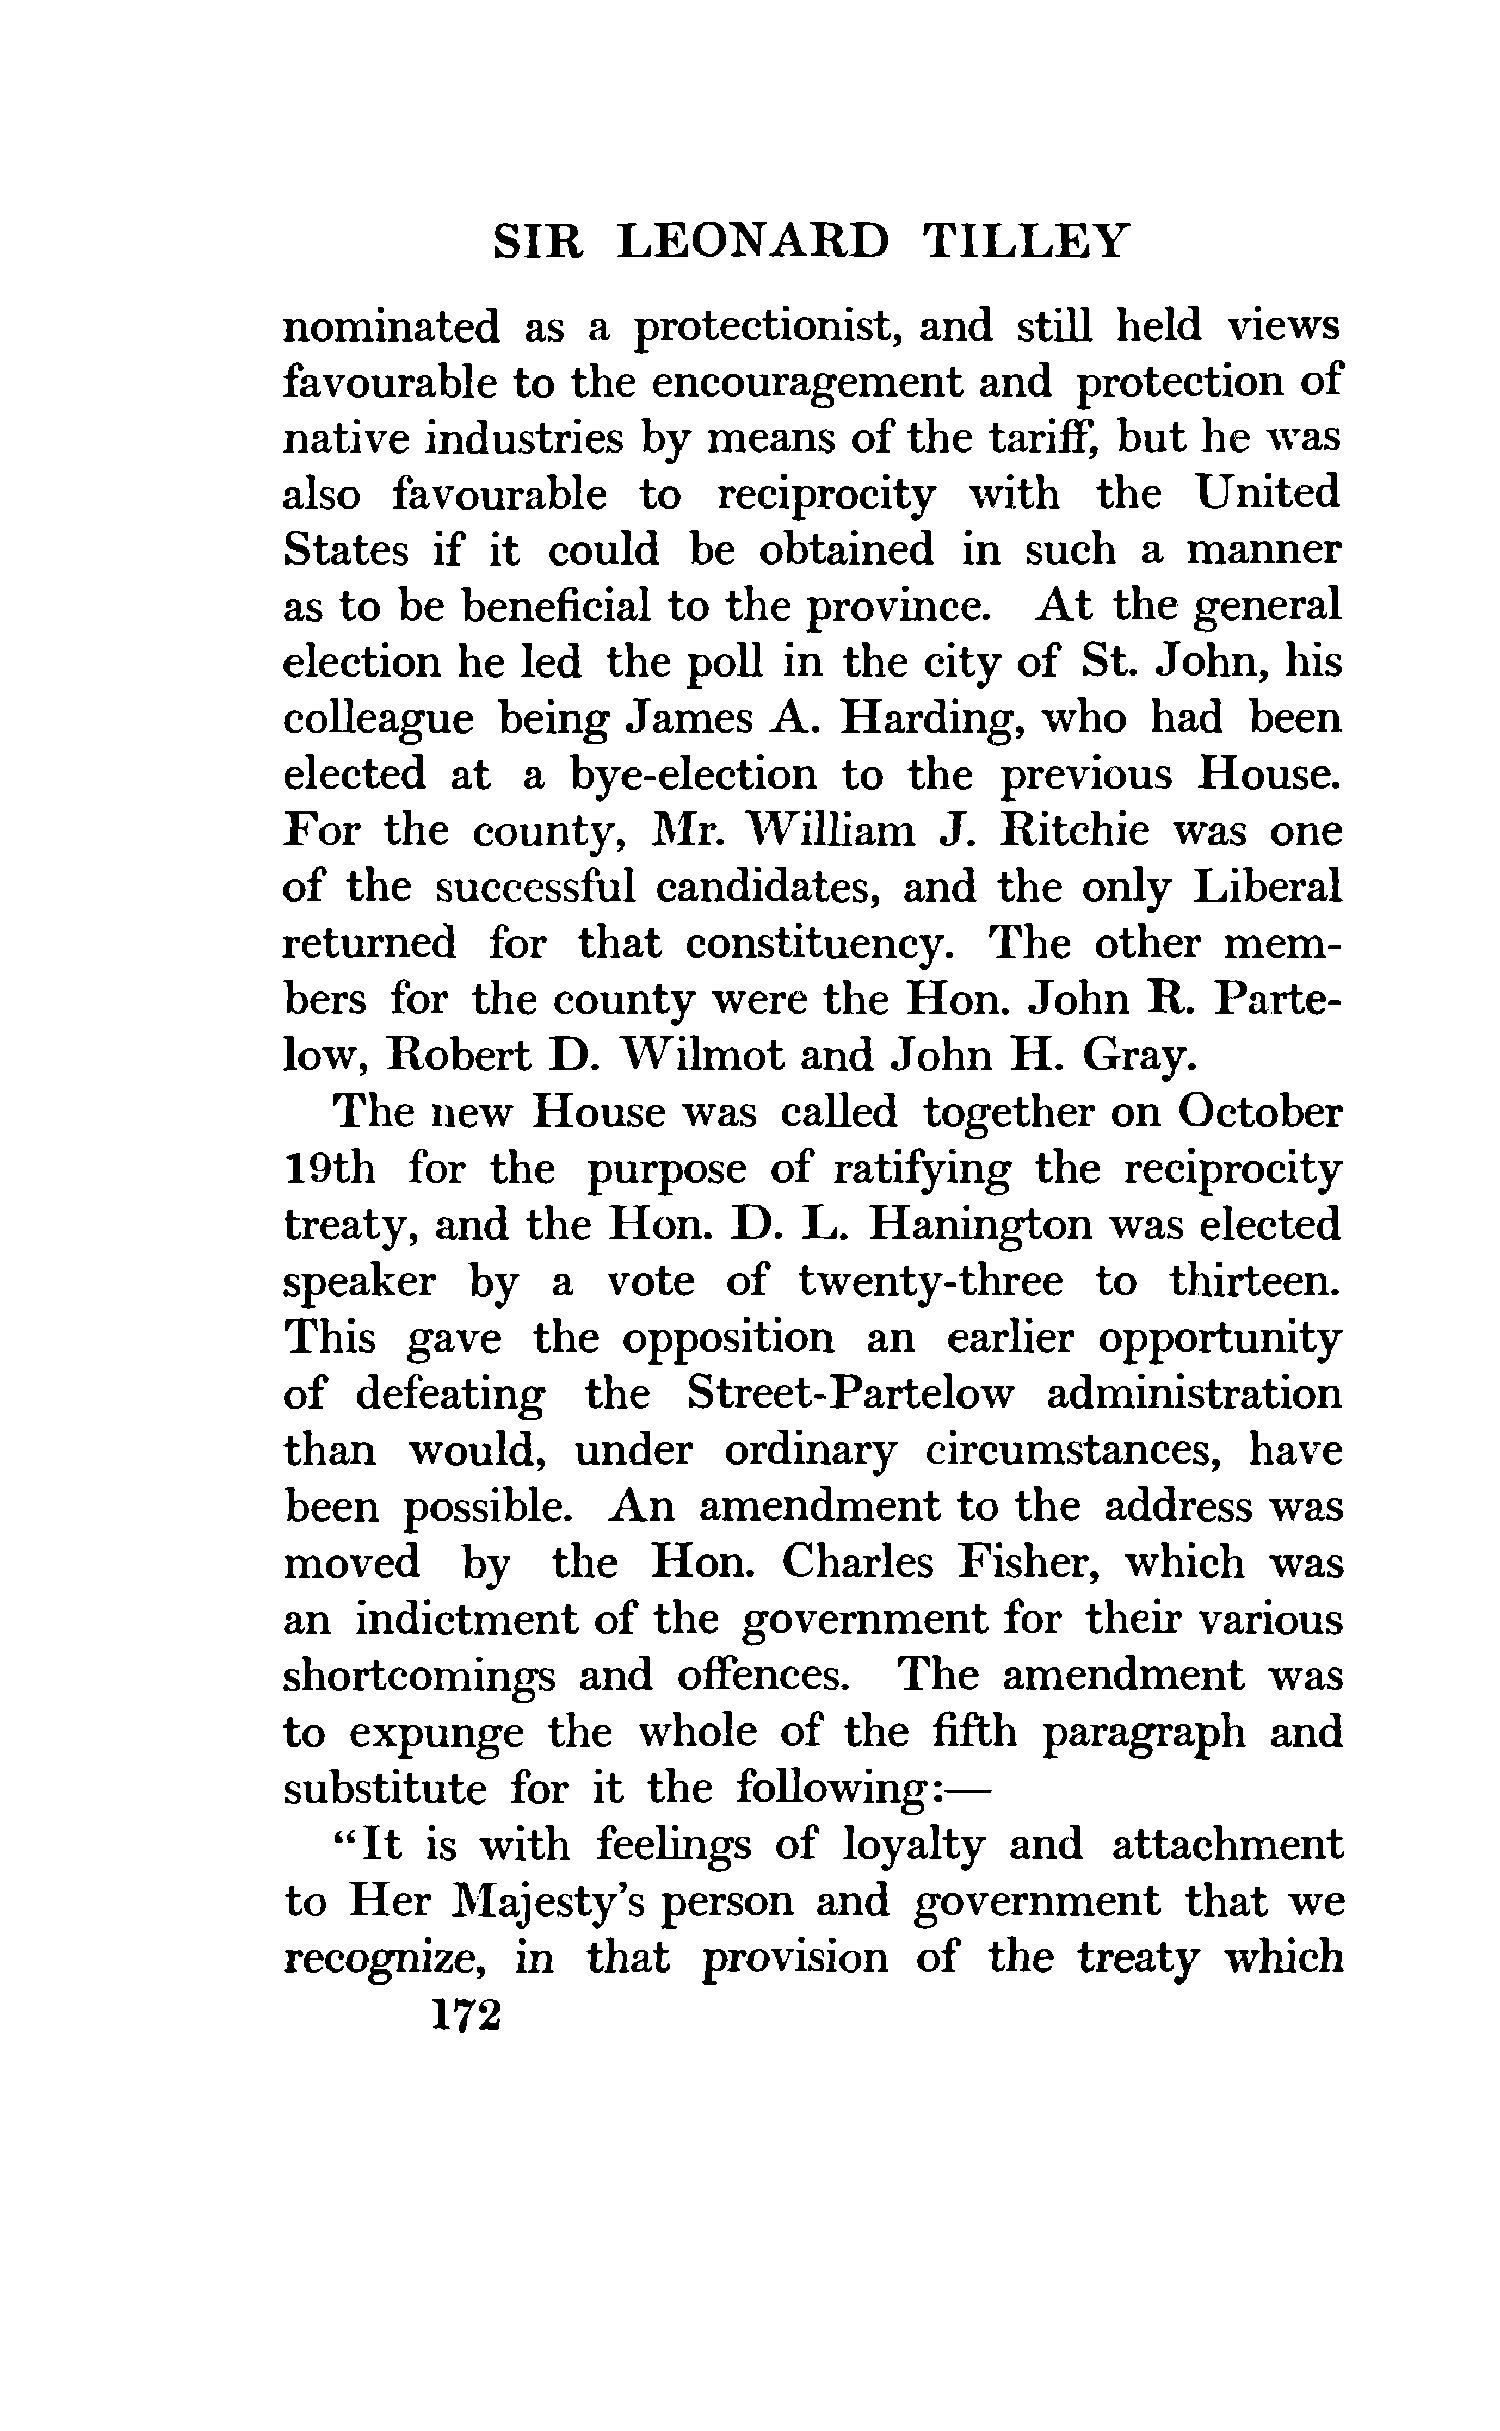 SIR LEONARD TILLEY
nominated as a protectionist, and still held views
favourable to the encouragement and protection of
native industries by means of the tariff, but he was
also favourable to reciprocity with the United
States if it could be obtained in such a manner
as to be beneficial to the province. At the general
election he led the poll in the city of St. John, his
colleague being James A. Harding, who had been
elected at a bye-election to the previous House.
For the county, Mr. William J. Ritchie was one
of the successful candidates, and the only Liberal
returned for that constituency. The other mem-
bers for the county were the Hon. John R. Parte-
low, Robert D. Wilmot and John H. Gray.
The new House was called together on October
19th for the purpose of ratifying the reciprocity
treaty, and the Hon. D. L. Hanington was elected
speaker by a vote of twenty-three to thirteen.
This gave the opposition an earlier opportunity
of defeating the Street-Partelow administration
than would, under ordinary circumstances, have
been possible. An amendment to the address was
moved by the Hon. Charles Fisher, which was
an indictment of the government for their various
shortcomings and offences. The amendment was
to expunge the whole of the fifth paragraph and
substitute for it the following:—
"It is with feelings of loyalty and attachment
to Her Majesty's person and government that we
recognize, in that provision of the treaty which
172